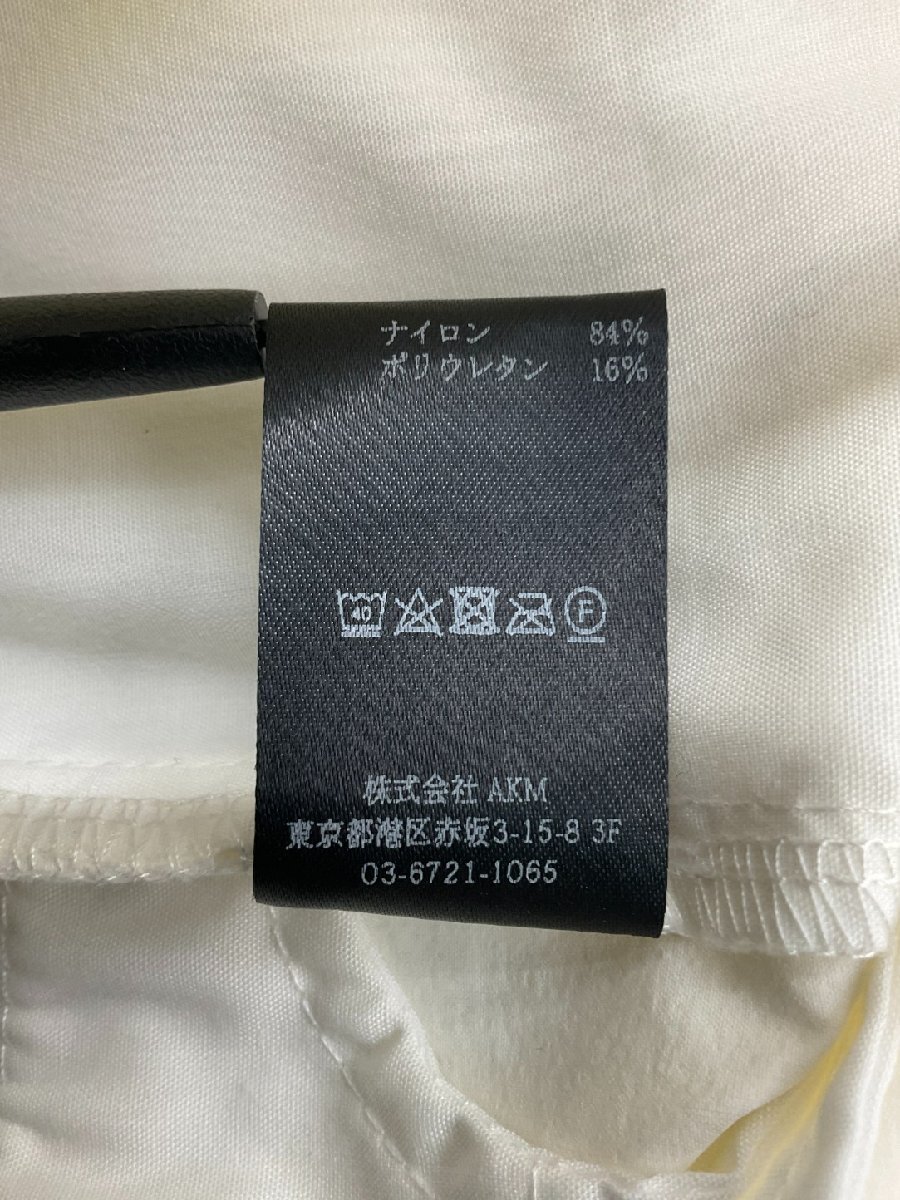 ナイロン 84%
ポリウレタン 16%
40 F
株式会社 AKM
東京都港区赤坂3-15-8 3F
03-6721-1065